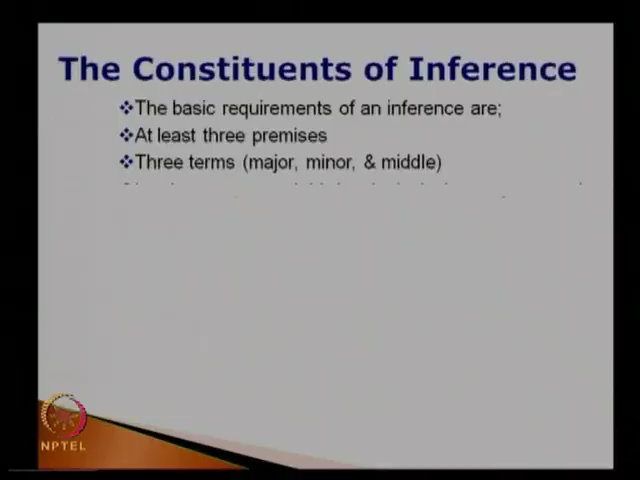 The Constituents of Inference
❖The basic requirements of an inference are;
❖At least three premises
❖Three terms (major, minor, & middle)
NPTEL